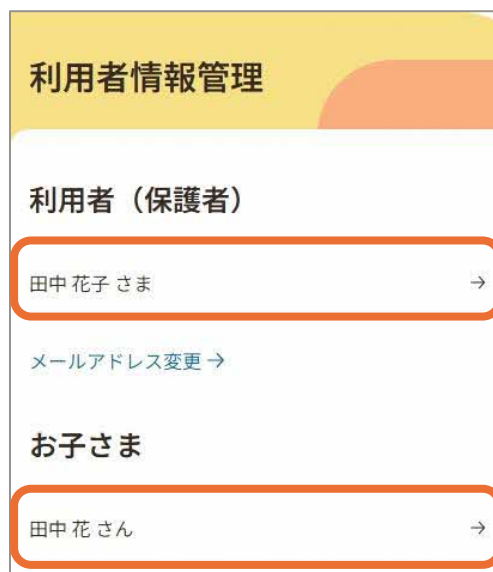 利用者情報管理
利用者（保護者）
田中 花子 さま →
メールアドレス変更 →
お子さま
田中 花 さん →